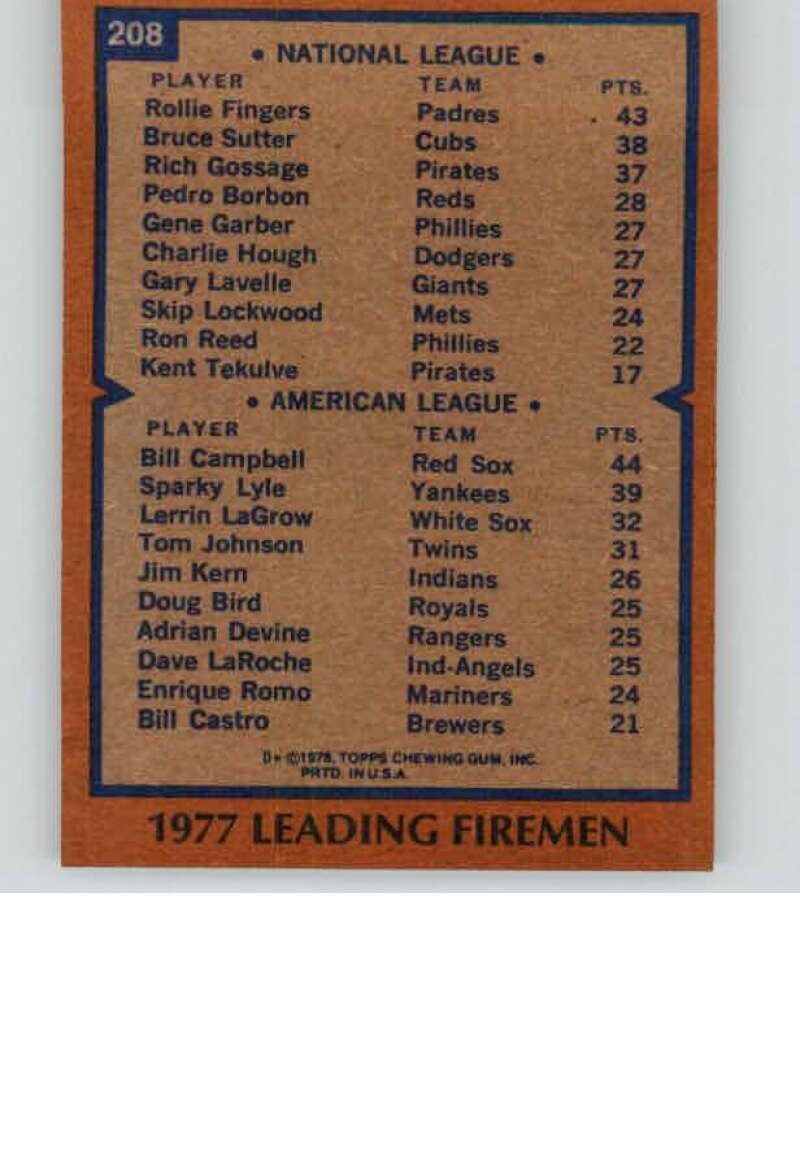 208
• NATIONAL LEAGUE •
PLAYER TEAM PTS.
Rollie Fingers Padres 43
Bruce Sutter Cubs 38
Rich Gossage Pirates 37
Pedro Borbon Reds 28
Gene Garber Phillies 27
Charlie Hough Dodgers 27
Gary Lavelle Giants 27
Skip Lockwood Mets 24
Ron Reed Phillies 22
Kent Tekulve Pirates 17
• AMERICAN LEAGUE •
PLAYER TEAM PTS.
Bill Campbell Red Sox 44
Sparky Lyle Yankees 39
Lerrin LaGrow White Sox 32
Tom Johnson Twins 31
Jim Kern Indians 26
Doug Bird Royals 25
Adrian Devine Rangers 25
Dave LaRoche Ind-Angels 25
Enrique Romo Mariners 24
Bill Castro Brewers 21
D* ©1978, TOPPS CHEWING GUM, INC.
PRTD. IN U.S.A.
1977 LEADING FIREMEN